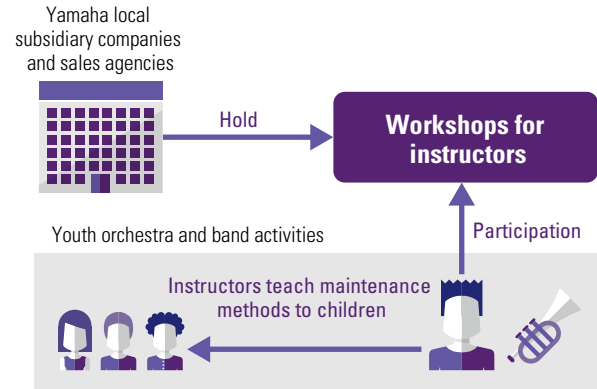 Yamaha local
subsidiary companies
and sales agencies
Hold
Workshops for
instructors
Participation
Youth orchestra and band activities
Instructors teach maintenance
methods to children